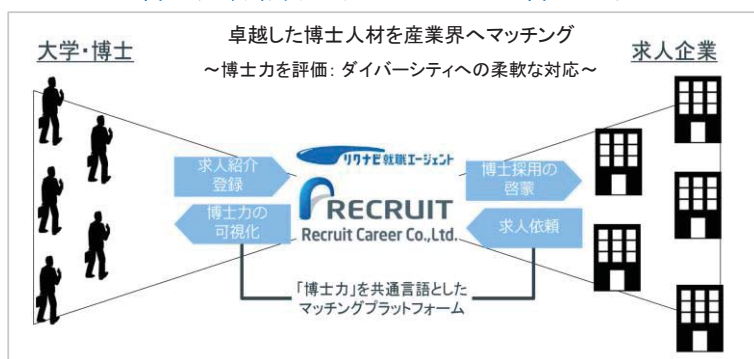 卓越した博士人材を産業界へマッチング
～博士力を評価: ダイバーシティへの柔軟な対応～
大学・博士
求人企業
リクナビ就職エージェント
RECRUIT
Recruit Career Co.,Ltd.
求人紹介
登録
博士力の
可視化
博士採用の
啓蒙
求人依頼
「博士力」を共通言語とした
マッチングプラットフォーム